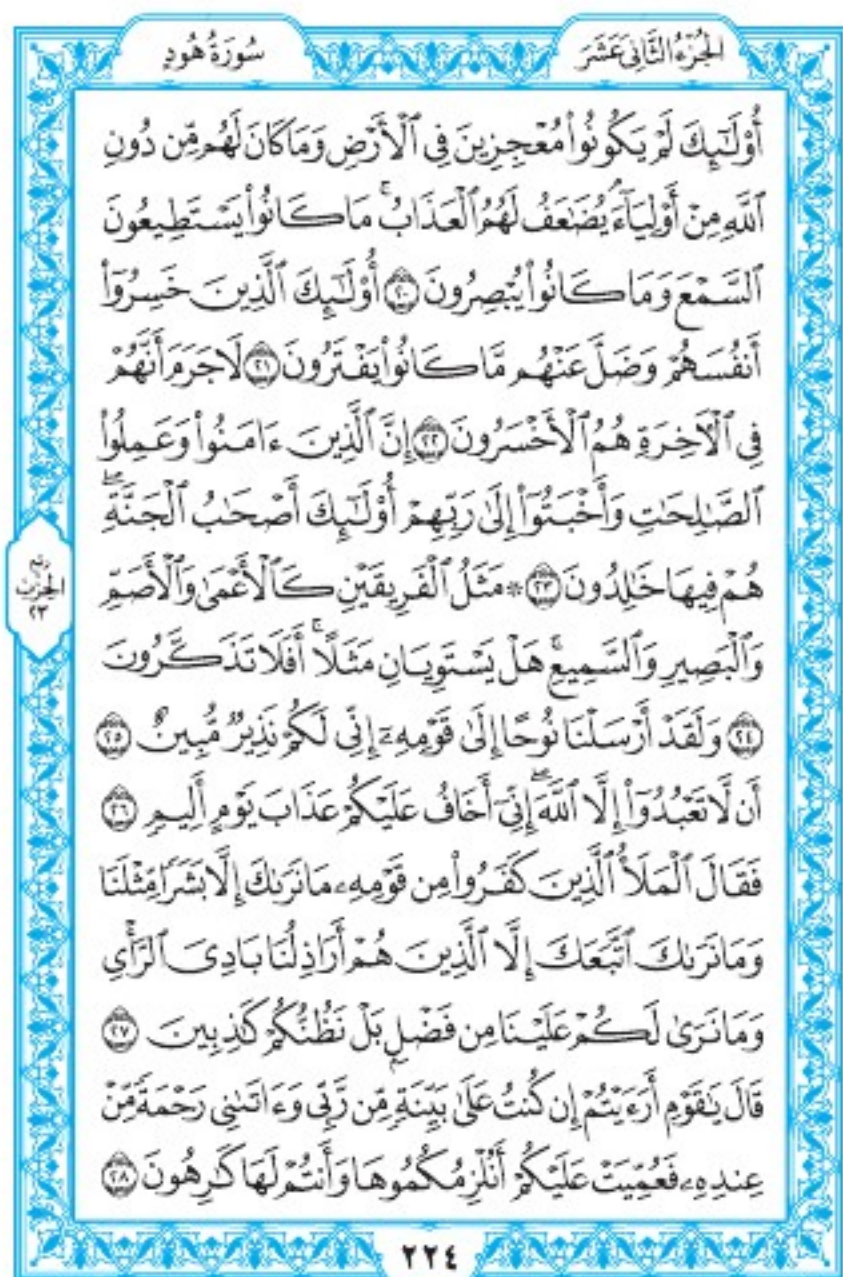 الجُزْءُ الثَّانِي عَشَرَ
سُورَةُ هُودٍ
أُوْلَٰٓئِكَ لَمۡ يَكُونُواْ مُعۡجِزِينَ فِي ٱلۡأَرۡضِ وَمَا كَانَ لَهُم مِّن دُونِ
ٱللَّهِ مِنۡ أَوۡلِيَآءَۘ يُضَٰعَفُ لَهُمُ ٱلۡعَذَابُۚ مَا كَانُواْ يَسۡتَطِيعُونَ
ٱلسَّمۡعَ وَمَا كَانُواْ يُبۡصِرُونَ ٢٠ أُوْلَٰٓئِكَ ٱلَّذِينَ خَسِرُوٓاْ
أَنفُسَهُمۡ وَضَلَّ عَنۡهُم مَّا كَانُواْ يَفۡتَرُونَ ٢١ لَا جَرَمَ أَنَّهُمۡ
فِي ٱلۡأٓخِرَةِ هُمُ ٱلۡأَخۡسَرُونَ ٢٢ إِنَّ ٱلَّذِينَ ءَامَنُواْ وَعَمِلُواْ
ٱلصَّٰلِحَٰتِ وَأَخۡبَتُوٓاْ إِلَىٰ رَبِّهِمۡ أُوْلَٰٓئِكَ أَصۡحَٰبُ ٱلۡجَنَّةِۖ
هُمۡ فِيهَا خَٰلِدُونَ ٢٣ ۞ مَثَلُ ٱلۡفَرِيقَيۡنِ كَٱلۡأَعۡمَىٰ وَٱلۡأَصَمِّ
ربع
الحزب
٢٣
وَٱلۡبَصِيرِ وَٱلسَّمِيعِۚ هَلۡ يَسۡتَوِيَانِ مَثَلًاۚ أَفَلَا تَذَكَّرُونَ
٢٤ وَلَقَدۡ أَرۡسَلۡنَا نُوحًا إِلَىٰ قَوۡمِهِۦٓ إِنِّي لَكُمۡ نَذِيرٞ مُّبِينٌ ٢٥
أَن لَّا تَعۡبُدُوٓاْ إِلَّا ٱللَّهَۖ إِنِّيٓ أَخَافُ عَلَيۡكُمۡ عَذَابَ يَوۡمٍ أَلِيمٖ ٢٦
فَقَالَ ٱلۡمَلَأُ ٱلَّذِينَ كَفَرُواْ مِن قَوۡمِهِۦ مَا نَرَىٰكَ إِلَّا بَشَرٗا مِّثۡلَنَا
وَمَا نَرَىٰكَ ٱتَّبَعَكَ إِلَّا ٱلَّذِينَ هُمۡ أَرَاذِلُنَا بَادِيَ ٱلرَّأۡيِ
وَمَا نَرَىٰ لَكُمۡ عَلَيۡنَا مِن فَضۡلِۭ بَلۡ نَظُنُّكُمۡ كَٰذِبِينَ ٢٧
قَالَ يَٰقَوۡمِ أَرَءَيۡتُمۡ إِن كُنتُ عَلَىٰ بَيِّنَةٖ مِّن رَّبِّي وَءَاتَىٰنِي رَحۡمَةٗ مِّنۡ
عِندِهِۦ فَعُمِّيَتۡ عَلَيۡكُمۡ أَنُلۡزِمُكُمُوهَا وَأَنتُمۡ لَهَا كَٰرِهُونَ ٢٨
٢٢٤